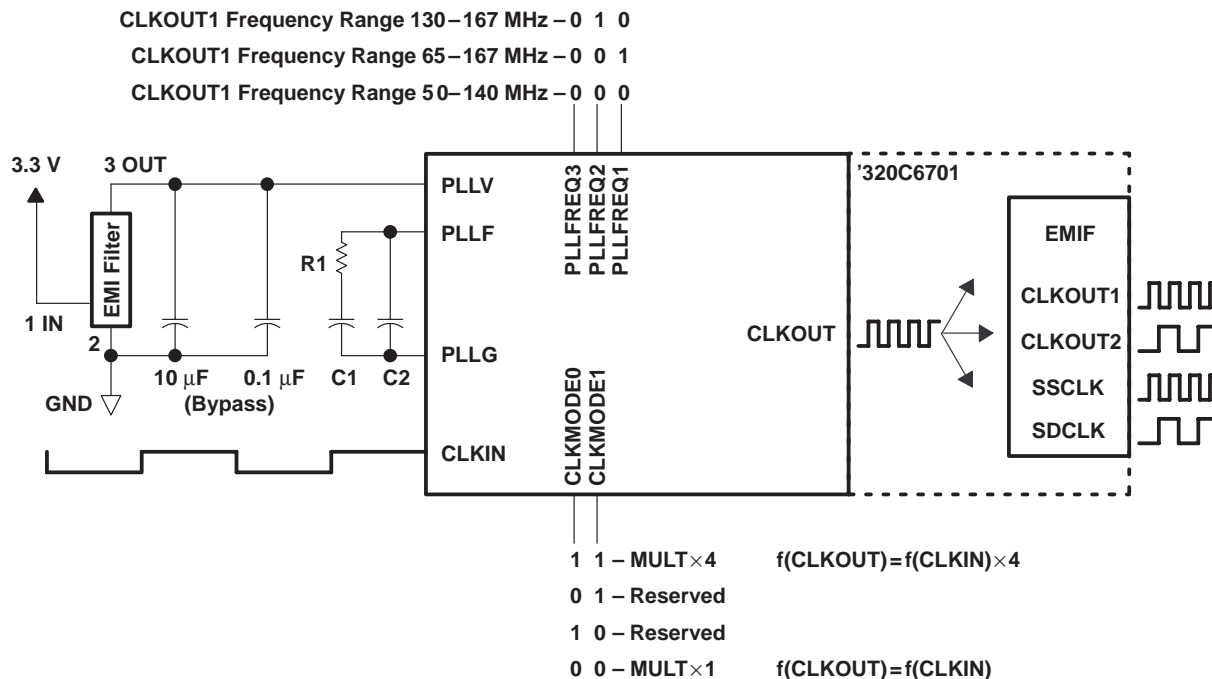 CLKOUT1 Frequency Range 130–167 MHz – 0 1 0
CLKOUT1 Frequency Range 65–167 MHz – 0 0 1
CLKOUT1 Frequency Range 50–140 MHz – 0 0 0
3.3 V
3 OUT
EMI Filter
1 IN
2
GND
10 µF
0.1 µF
(Bypass)
R1
C1
C2
PLLV
PLLF
PLLG
CLKIN
PLLFREQ3
PLLFREQ2
PLLFREQ1
CLKMODE0
CLKMODE1
CLKOUT
'320C6701
EMIF
CLKOUT1
CLKOUT2
SSCLK
SDCLK
1 1 – MULT×4 f(CLKOUT)=f(CLKIN)×4
0 1 – Reserved
1 0 – Reserved
0 0 – MULT×1 f(CLKOUT)=f(CLKIN)